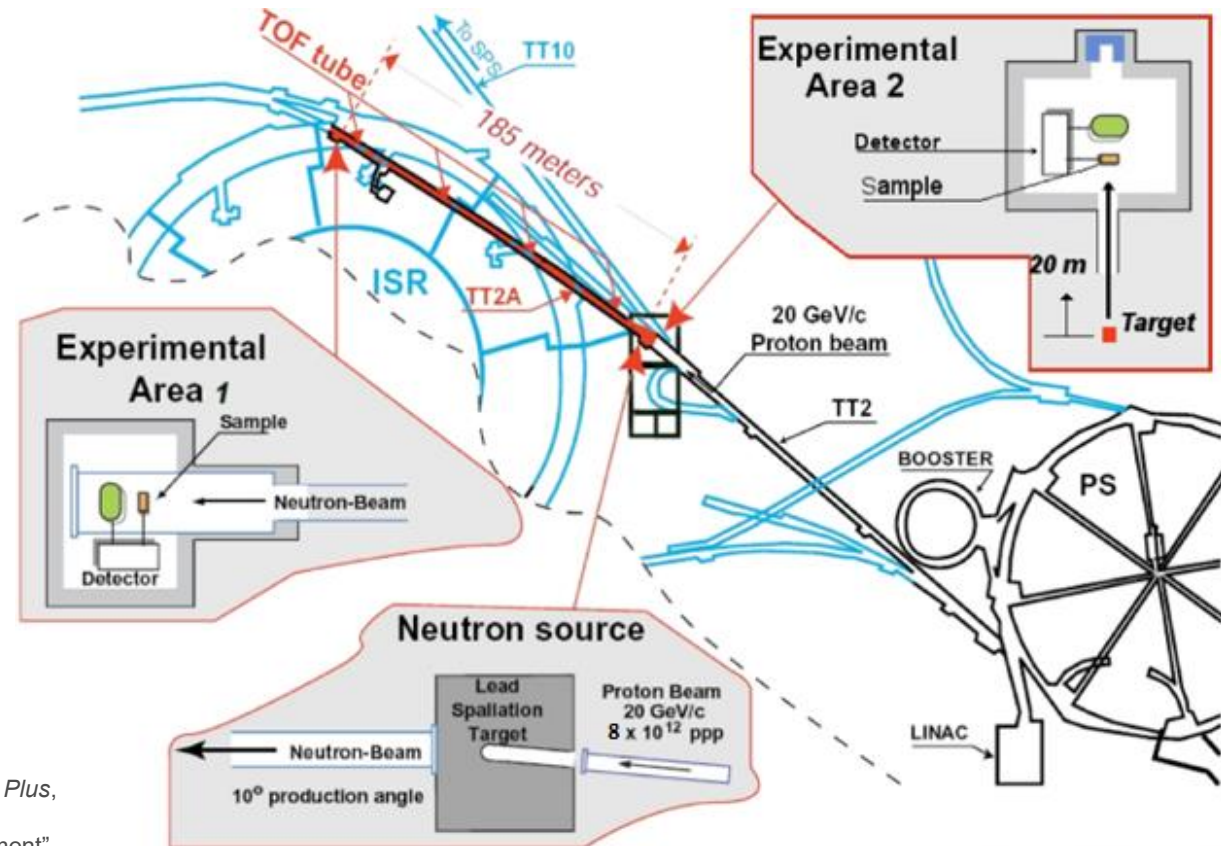 To SPS
TT10
TOF tube
185 meters
ISR
TT2A
Experimental
Area 2
Detector
Sample
20 m
Target
20 GeV/c
Proton beam
TT2
BOOSTER
PS
LINAC
Experimental
Area 1
Sample
Neutron-Beam
Detector
Neutron source
Lead
Spallation
Target
Proton Beam
20 GeV/c
8 x 10¹² ppp
Neutron-Beam
10º production angle
Plus,